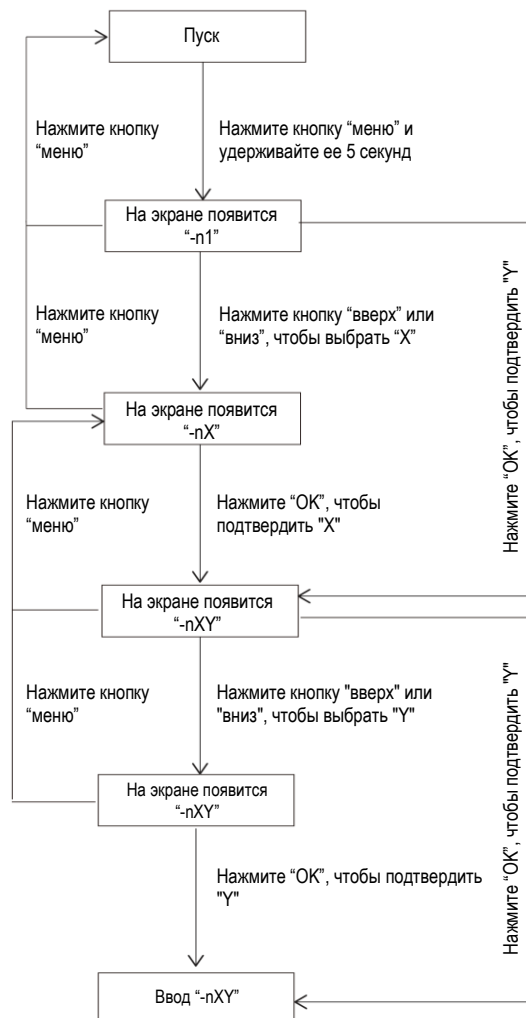 Пуск
Нажмите кнопку
“меню”
Нажмите кнопку “меню” и
удерживайте ее 5 секунд
На экране появится
“-n1”
Нажмите кнопку
“меню”
Нажмите кнопку "вверх" или
“вниз”, чтобы выбрать “X”
Нажмите “OK”, чтобы подтвердить "Y"
На экране появится
“-nX”
Нажмите кнопку
“меню”
Нажмите “OK”, чтобы
подтвердить "X"
На экране появится
“-nXY”
Нажмите кнопку
“меню”
Нажмите кнопку "вверх" или
"вниз", чтобы выбрать "Y"
Нажмите “OK”, чтобы подтвердить "Y"
На экране появится
“-nXY”
Нажмите “OK”, чтобы подтвердить
"Y"
Ввод “-nXY”